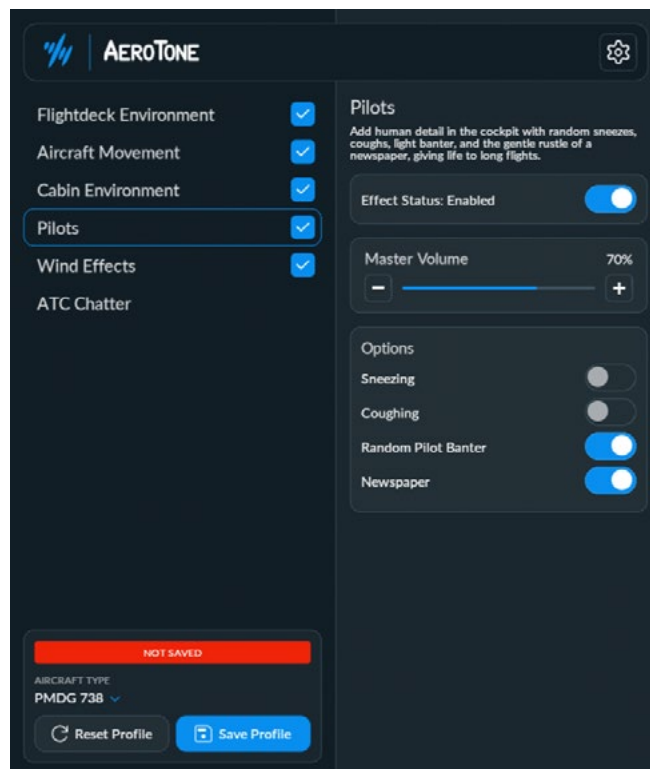 AEROTONE
Flightdeck Environment
Aircraft Movement
Cabin Environment
Pilots
Wind Effects
ATC Chatter
Pilots
Add human detail in the cockpit with random sneezes,
coughs, light banter, and the gentle rustle of a
newspaper, giving life to long flights.
Effect Status: Enabled
Master Volume 70%
Options
Sneezing
Coughing
Random Pilot Banter
Newspaper
NOT SAVED
AIRCRAFT TYPE
PMDG 738
Reset Profile Save Profile